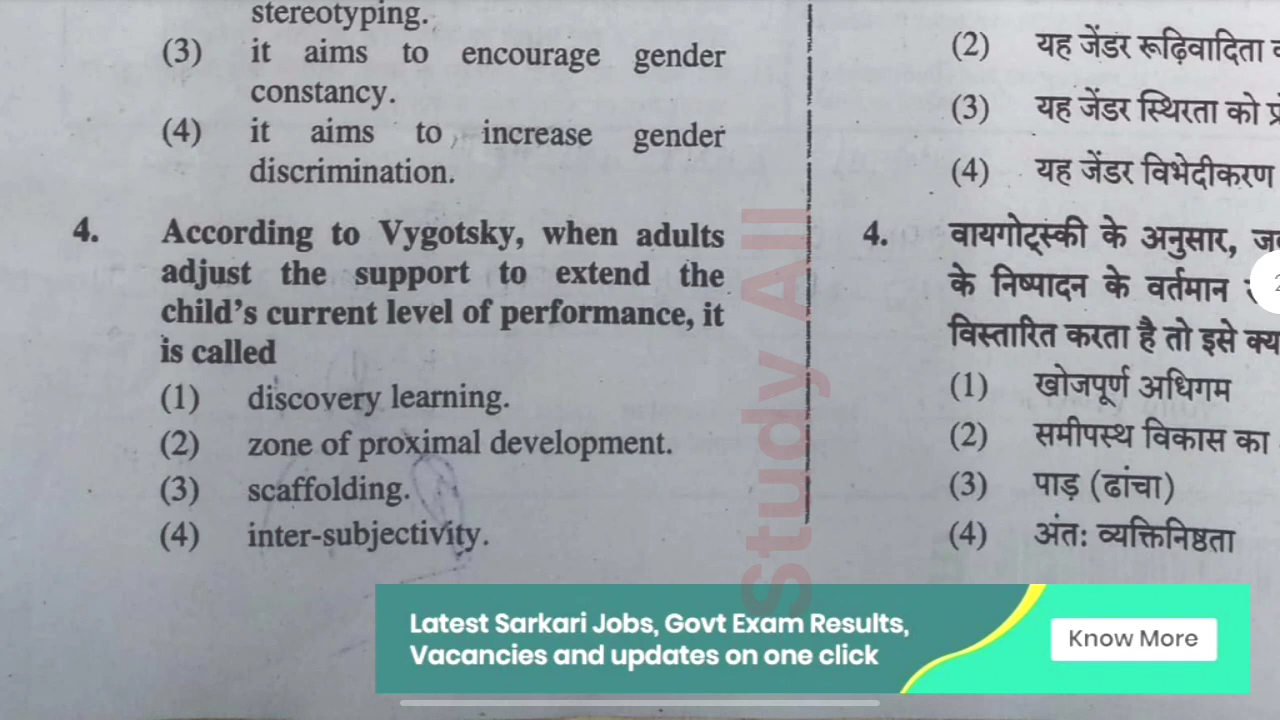 stereotyping.
(3) it aims to encourage gender
constancy.
(4) it aims to increase gender
discrimination.
4. According to Vygotsky, when adults
adjust the support to extend the
child's current level of performance, it
is called
(1) discovery learning.
(2) zone of proximal development.
(3) scaffolding.
(4) inter-subjectivity.
(2) यह जेंडर रूढ़िवादिता
(3) यह जेंडर स्थिरता को
(4) यह जेंडर विभेदीकरण
4. वायगोट्स्की के अनुसार,
के निष्पादन के वर्तमान
विस्तारित करता है तो इसे
(1) खोजपूर्ण अधिगम
(2) समीपस्थ विकास का
(3) पाड़ (ढांचा)
(4) अंतः व्यक्तिनिष्ठता
Study All
Latest Sarkari Jobs, Govt Exam Results,
Vacancies and updates on one click
Know More